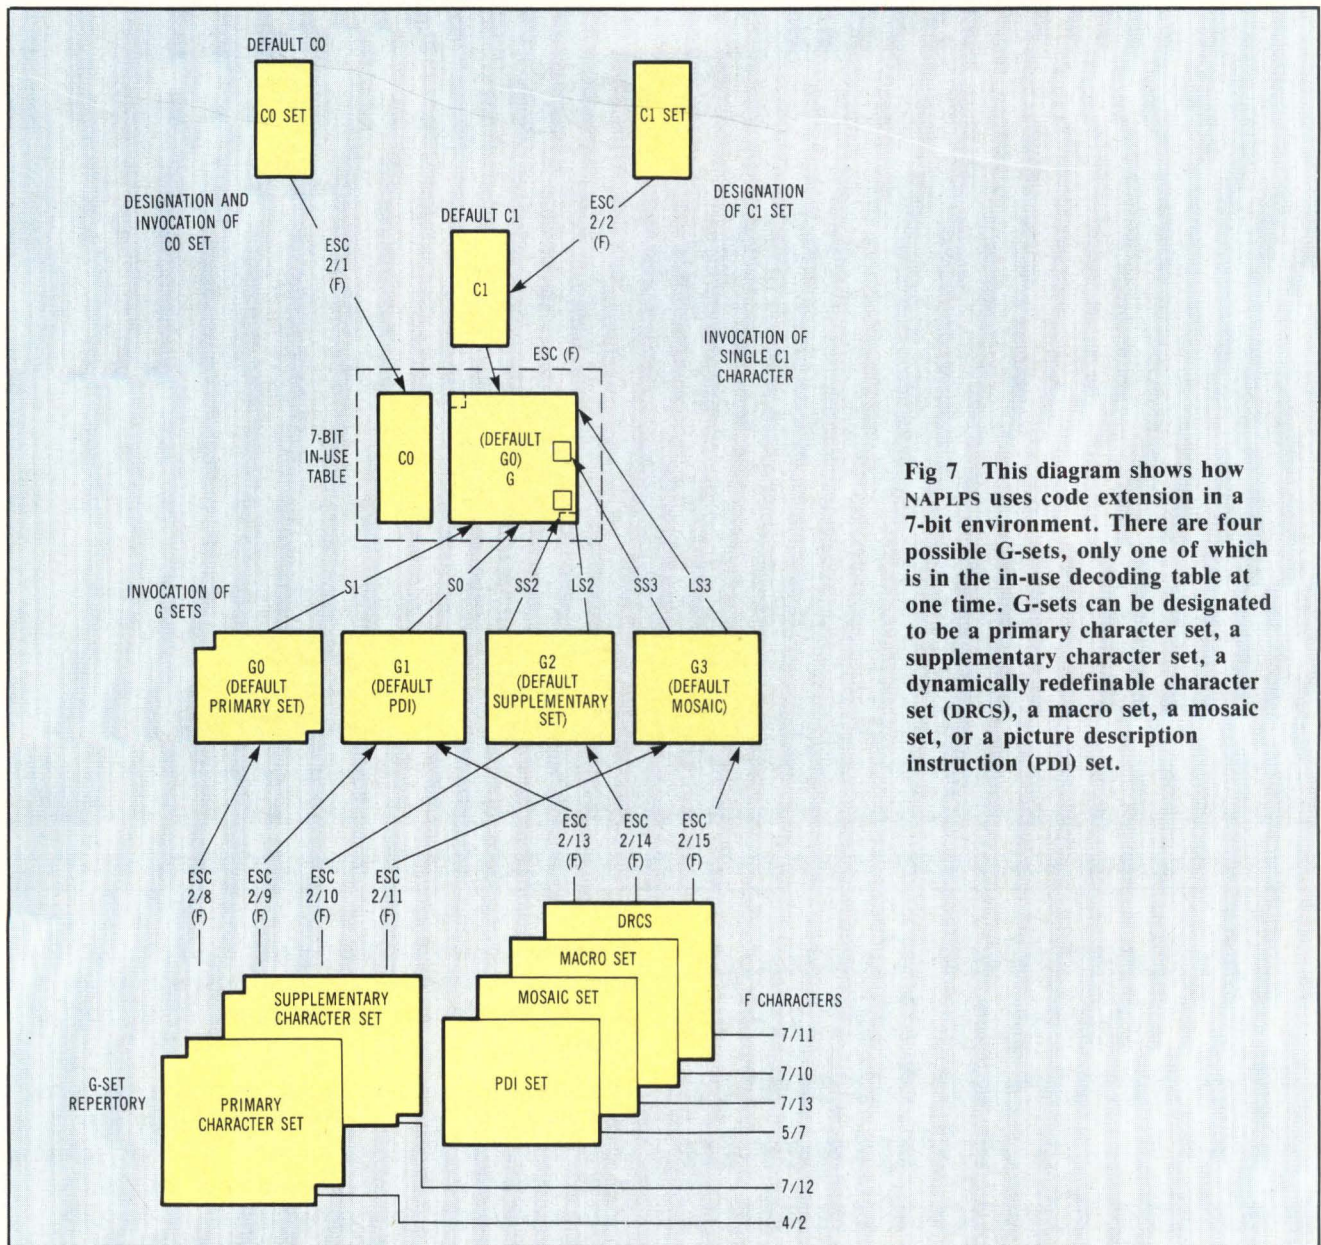 DEFAULT C0
C0 SET
C1 SET
DESIGNATION AND
INVOCATION OF
C0 SET
ESC
2/1
(F)
DEFAULT C1
C1
ESC
2/2
(F)
DESIGNATION
OF C1 SET
INVOCATION OF
SINGLE C1
CHARACTER
ESC (F)
7-BIT
IN-USE
TABLE
C0
(DEFAULT
G0)
G
INVOCATION OF
G SETS
S1
S0
SS2
LS2
SS3
LS3
G0
(DEFAULT
PRIMARY SET)
G1
(DEFAULT
PDI)
G2
(DEFAULT
SUPPLEMENTARY
SET)
G3
(DEFAULT
MOSAIC)
ESC
2/8
(F)
ESC
2/9
(F)
ESC
2/10
(F)
ESC
2/11
(F)
ESC
2/13
(F)
ESC
2/14
(F)
ESC
2/15
(F)
G-SET
REPERTORY
SUPPLEMENTARY
CHARACTER SET
PRIMARY
CHARACTER SET
DRCS
MACRO SET
MOSAIC SET
PDI SET
F CHARACTERS
7/11
7/10
7/13
5/7
7/12
4/2
Fig 7 This diagram shows how
NAPLPS uses code extension in a
7-bit environment. There are four
possible G-sets, only one of which
is in the in-use decoding table at
one time. G-sets can be designated
to be a primary character set, a
supplementary character set, a
dynamically redefinable character
set (DRCS), a macro set, a mosaic
set, or a picture description
instruction (PDI) set.